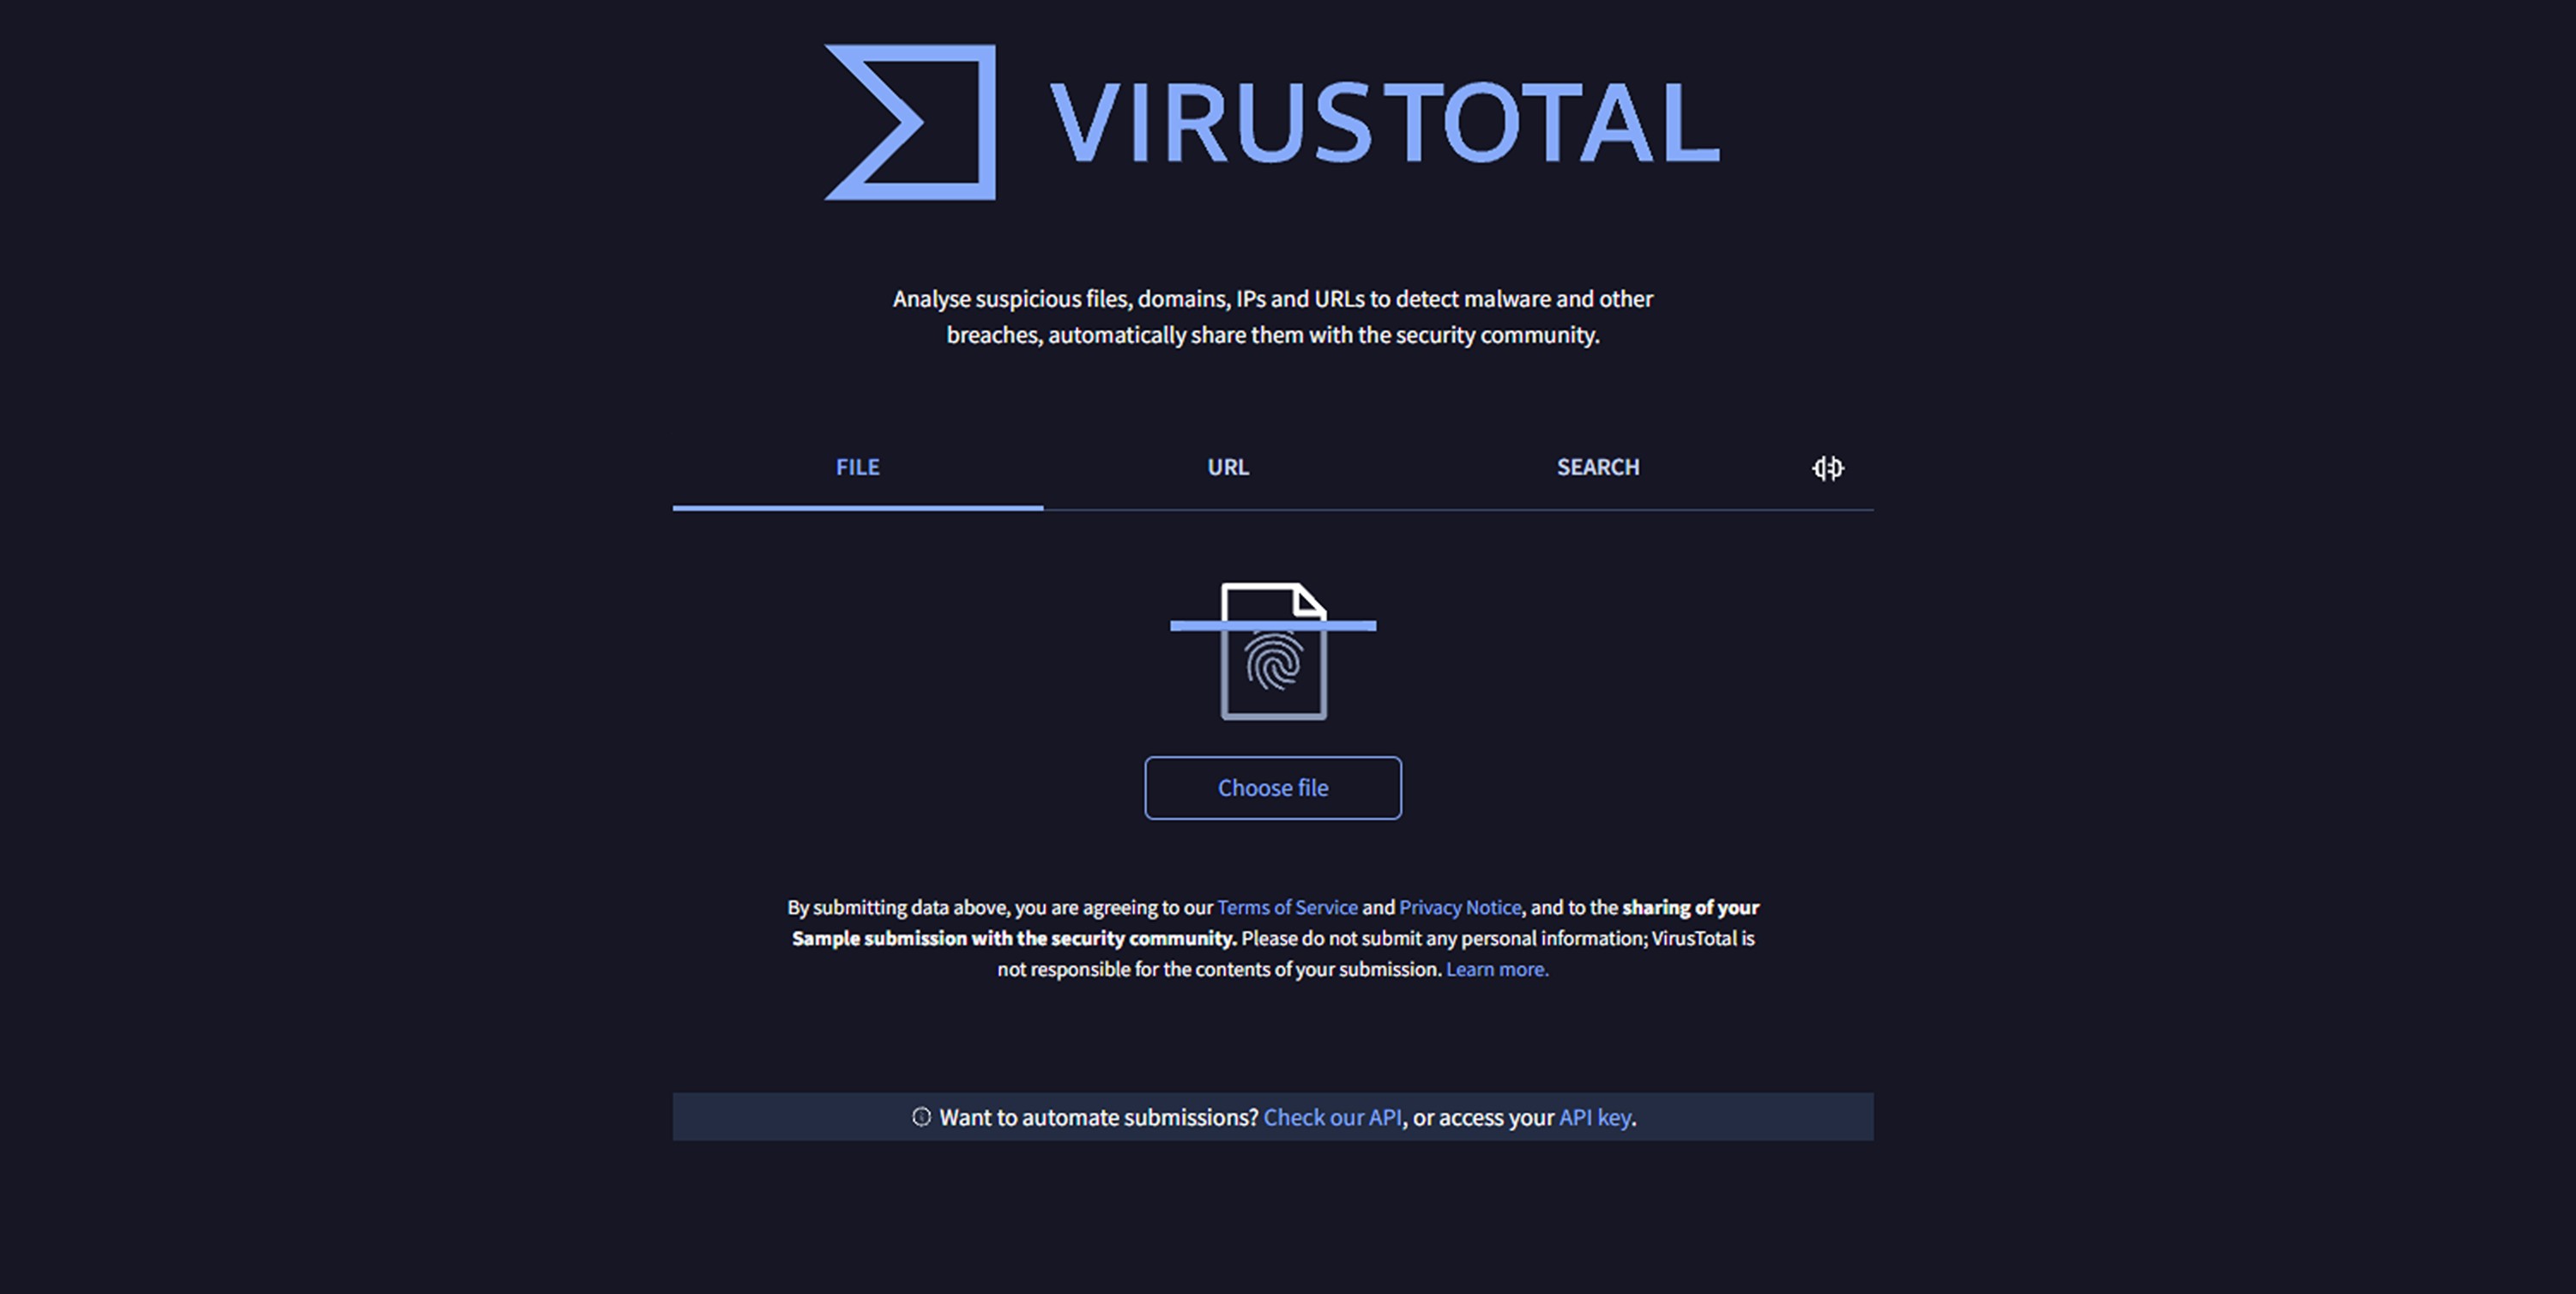 VIRUSTOTAL
Analyse suspicious files, domains, IPs and URLs to detect malware and other
breaches, automatically share them with the security community.
FILE
URL
SEARCH
Choose file
By submitting data above, you are agreeing to our Terms of Service and Privacy Notice, and to the sharing of your
Sample submission with the security community. Please do not submit any personal information; VirusTotal is
not responsible for the contents of your submission. Learn more.
Want to automate submissions? Check our API, or access your API key.